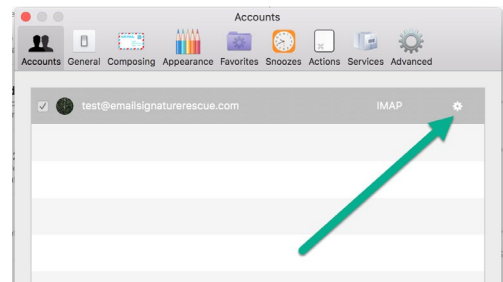 Accounts
Accounts General Composing Appearance Favorites Snoozes Actions Services Advanced
test@emailsignaturerescue.com IMAP